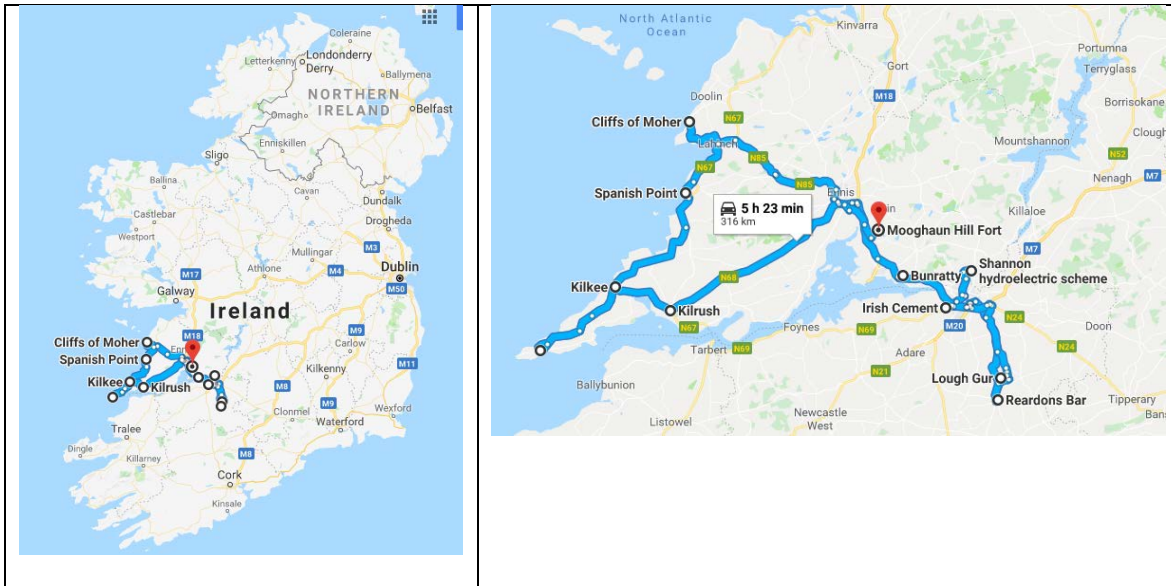 Coleraine
Letterkenny
Londonderry
Derry
Ballymena
NORTHERN
IRELAND
Omagh
Belfast
Enniskillen
Sligo
Ballina
Cavan
Dundalk
Castlebar
Drogheda
Westport
Mullingar
M3
Athlone
M4
Dublin
M17
M50
Galway
Ireland
M18
Cliffs of Moher
Spanish Point
M9
Carlow
M11
Kilkee
Kilrush
M8
Kilkenny
M9
Clonmel
Wexford
Tralee
Waterford
Dingle
Killarney
M8
Cork
Kinsale
North Atlantic
Ocean
Kinvarra
Gort
Portumna
Terryglass
Doolin
M18
Borrisokane
Cliffs of Moher
N67
Lahinch
N85
Mountshannon
Clough
N52
N67
Nenagh
M7
Spanish Point
N85
Ennis
5 h 23 min
316 km
Killaloe
Mooghaun Hill Fort
M7
Kilkee
N68
Bunratty
Shannon
hydroelectric scheme
Kilrush
Irish Cement
N67
Foynes
N69
M20
N24
Doon
Tarbert
N69
Adare
N24
Ballybunion
N21
Lough Gur
Reardons Bar
Tipperary
Listowel
Newcastle
West